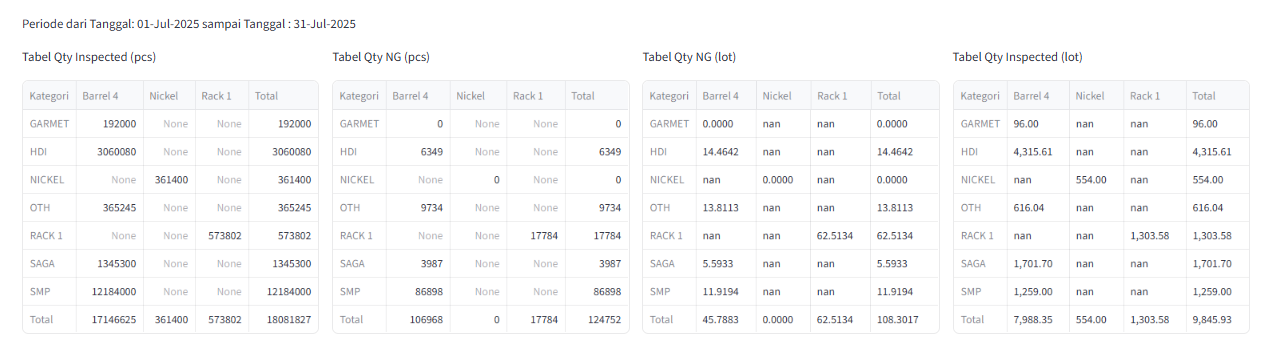 Periode dari Tanggal: 01-Jul-2025 sampai Tanggal : 31-Jul-2025
Tabel Qty Inspected (pcs)
Kategori Barrel 4 Nickel Rack 1 Total
GARMET 192000 None None 192000
HDI 3060080 None None 3060080
NICKEL None 361400 None 361400
OTH 365245 None None 365245
RACK 1 None None 573802 573802
SAGA 1345300 None None 1345300
SMP 12184000 None None 12184000
Total 17146625 361400 573802 18081827
Tabel Qty NG (pcs)
Kategori Barrel 4 Nickel Rack 1 Total
GARMET 0 None None 0
HDI 6349 None None 6349
NICKEL None 0 None 0
OTH 9734 None None 9734
RACK 1 None None 17784 17784
SAGA 3987 None None 3987
SMP 86898 None None 86898
Total 106968 0 17784 124752
Tabel Qty NG (lot)
Kategori Barrel 4 Nickel Rack 1 Total
GARMET 0.0000 nan nan 0.0000
HDI 14.4642 nan nan 14.4642
NICKEL nan 0.0000 nan 0.0000
OTH 13.8113 nan nan 13.8113
RACK 1 nan nan 62.5134 62.5134
SAGA 5.5933 nan nan 5.5933
SMP 11.9194 nan nan 11.9194
Total 45.7883 0.0000 62.5134 108.3017
Tabel Qty Inspected (lot)
Kategori Barrel 4 Nickel Rack 1 Total
GARMET 96.00 nan nan 96.00
HDI 4,315.61 nan nan 4,315.61
NICKEL nan 554.00 nan 554.00
OTH 616.04 nan nan 616.04
RACK 1 nan nan 1,303.58 1,303.58
SAGA 1,701.70 nan nan 1,701.70
SMP 1,259.00 nan nan 1,259.00
Total 7,988.35 554.00 1,303.58 9,845.93